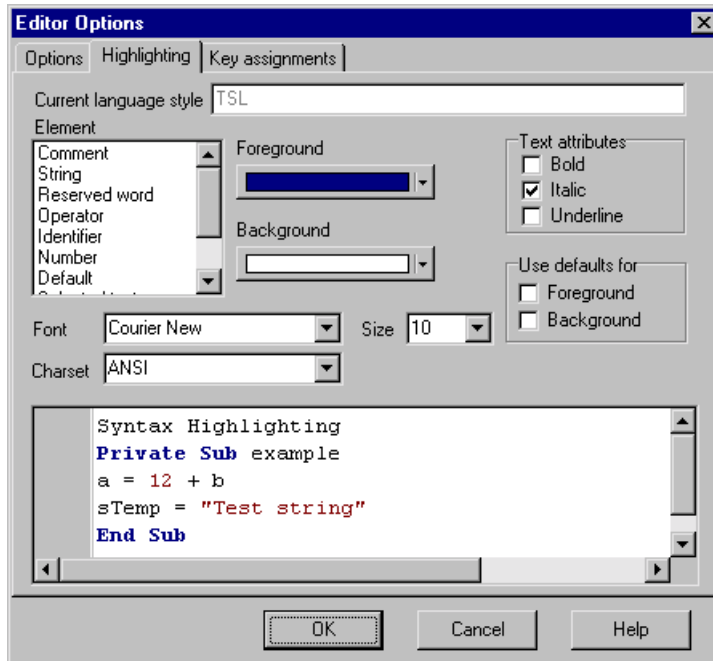 Editor Options
Options Highlighting Key assignments
Current language style TSL
Element
Comment
String
Reserved word
Operator
Identifier
Number
Default
Foreground
Background
Text attributes
Bold
Italic
Underline
Use defaults for
Foreground
Background
Font Courier New Size 10
Charset ANSI
Syntax Highlighting
Private Sub example
a = 12 + b
sTemp = "Test string"
End Sub
OK Cancel Help